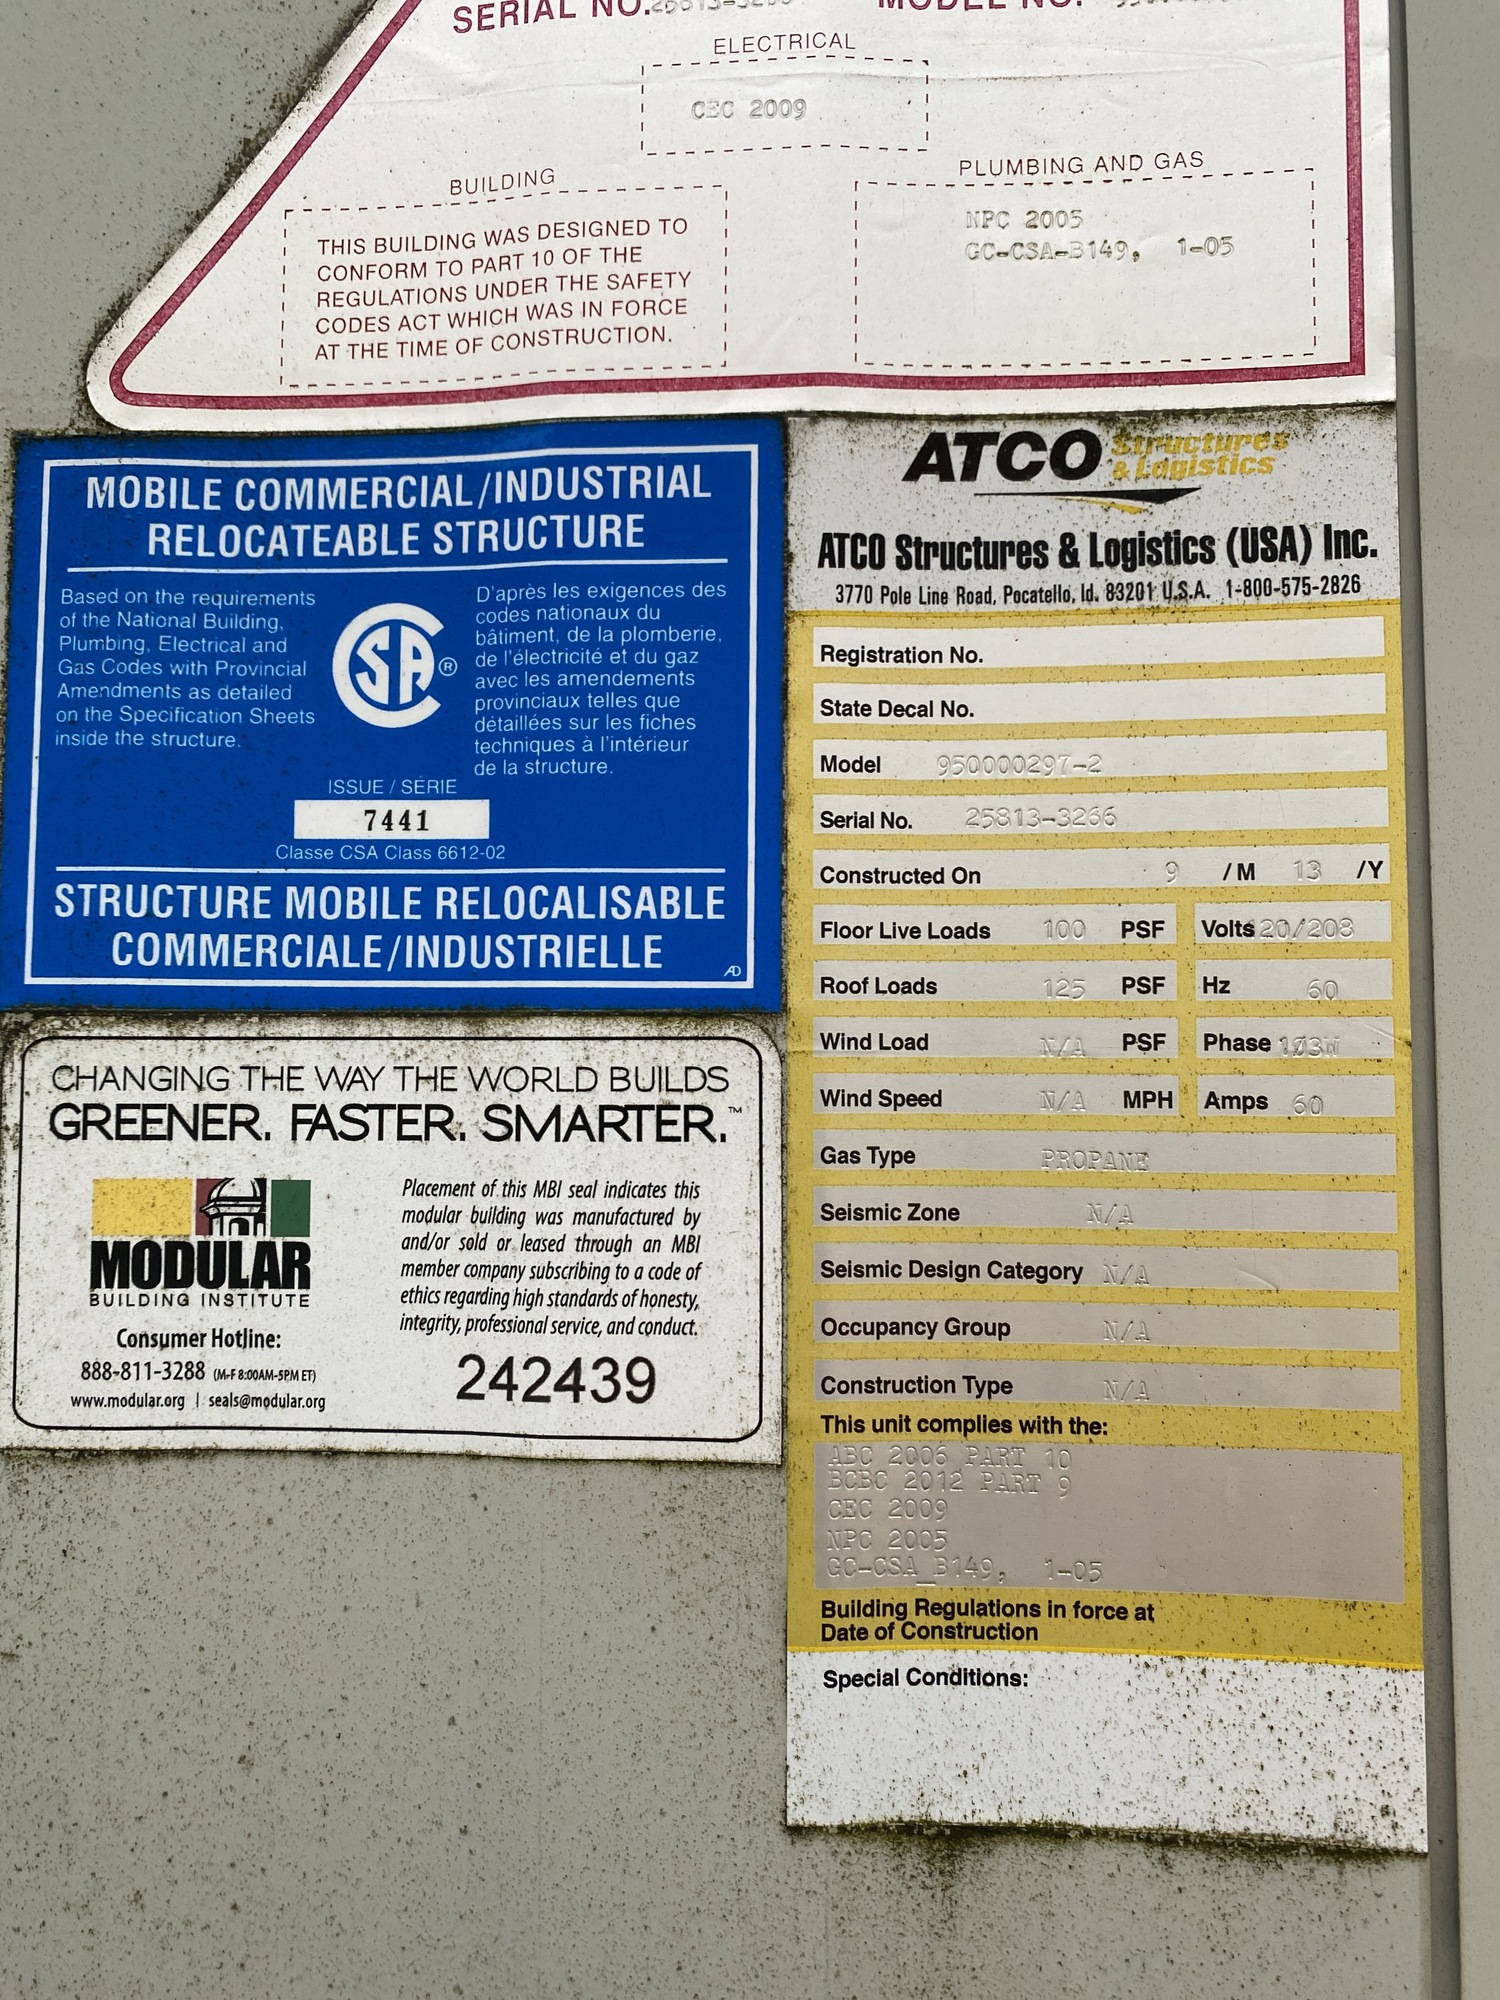 SERIAL NO. 25813-3266 MODEL NO.
ELECTRICAL
CEC 2009
BUILDING
THIS BUILDING WAS DESIGNED TO
CONFORM TO PART 10 OF THE
REGULATIONS UNDER THE SAFETY
CODES ACT WHICH WAS IN FORCE
AT THE TIME OF CONSTRUCTION.
PLUMBING AND GAS
NPC 2005
GC-CSA-B149, 1-05
MOBILE COMMERCIAL/INDUSTRIAL
RELOCATEABLE STRUCTURE
Based on the requirements
of the National Building,
Plumbing, Electrical and
Gas Codes with Provincial
Amendments as detailed
on the Specification Sheets
inside the structure.
SA ®
D'après les exigences des
codes nationaux du
bâtiment, de la plomberie,
de l'électricité et du gaz
avec les amendements
provinciaux telles que
détaillées sur les fiches
techniques à l'intérieur
de la structure.
ISSUE / SÉRIE
7441
Classe CSA Class 6612-02
STRUCTURE MOBILE RELOCALISABLE
COMMERCIALE/INDUSTRIELLE
AD
CHANGING THE WAY THE WORLD BUILDS
GREENER. FASTER. SMARTER.™
MODULAR
BUILDING INSTITUTE
Consumer Hotline:
888-811-3288 (M-F 8:00AM-5PM ET)
www.modular.org | seals@modular.org
Placement of this MBI seal indicates this
modular building was manufactured by
and/or sold or leased through an MBI
member company subscribing to a code of
ethics regarding high standards of honesty,
integrity, professional service, and conduct.
242439
ATCO Structures
& Logistics
ATCO Structures & Logistics (USA) Inc.
3770 Pole Line Road, Pocatello, Id. 83201 U.S.A. 1-800-575-2826
Registration No.
State Decal No.
Model 950000297-2
Serial No. 25813-3266
Constructed On 9 /M 13 /Y
Floor Live Loads 100 PSF Volts 120/208
Roof Loads 125 PSF Hz 60
Wind Load N/A PSF Phase 1Ø3W
Wind Speed N/A MPH Amps 60
Gas Type PROPANE
Seismic Zone N/A
Seismic Design Category N/A
Occupancy Group N/A
Construction Type N/A
This unit complies with the:
ABC 2006 PART 10
BCBC 2012 PART 9
CEC 2009
NPC 2005
GC-CSA_B149, 1-05
Building Regulations in force at
Date of Construction
Special Conditions: